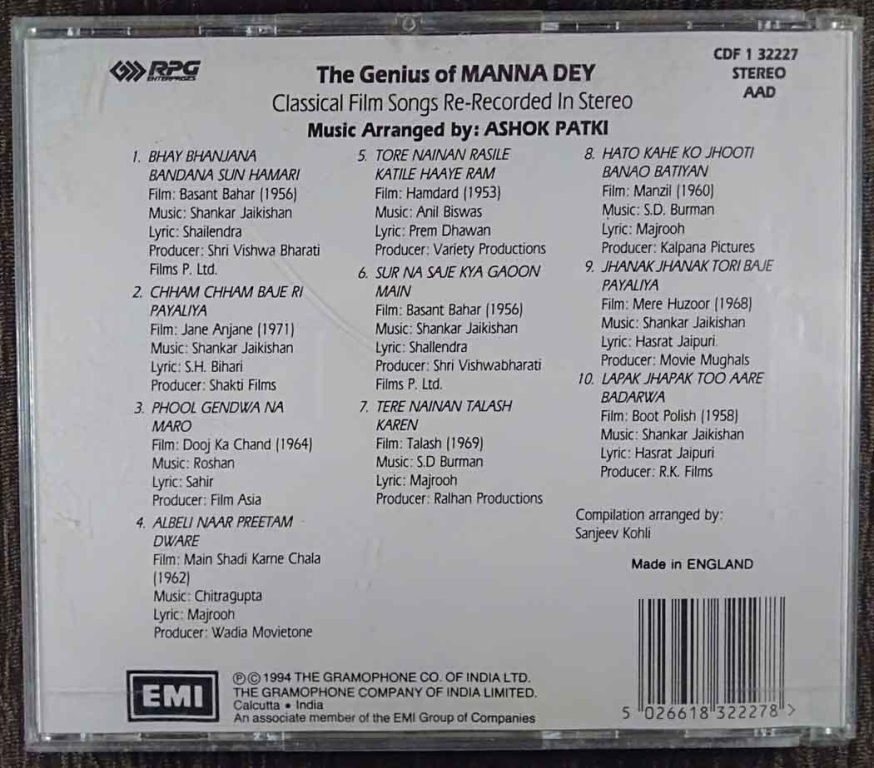 RPG
ENTERPRISES
The Genius of MANNA DEY
Classical Film Songs Re-Recorded In Stereo
Music Arranged by: ASHOK PATKI
CDF 1 32227
STEREO
AAD
1. BHAY BHANJANA
BANDANA SUN HAMARI
Film: Basant Bahar (1956)
Music: Shankar Jaikishan
Lyric: Shailendra
Producer: Shri Vishwa Bharati
Films P. Ltd.
2. CHHAM CHHAM BAJE RI
PAYALIYA
Film: Jane Anjane (1971)
Music: Shankar Jaikishan
Lyric: S.H. Bihari
Producer: Shakti Films
3. PHOOL GENDWA NA
MARO
Film: Dooj Ka Chand (1964)
Music: Roshan
Lyric: Sahir
Producer: Film Asia
4. ALBELI NAAR PREETAM
DWARE
Film: Main Shadi Karne Chala
(1962)
Music: Chitragupta
Lyric: Majrooh
Producer: Wadia Movietone
5. TORE NAINAN RASILE
KATILE HAAYE RAM
Film: Hamdard (1953)
Music: Anil Biswas
Lyric: Prem Dhawan
Producer: Variety Productions
6. SUR NA SAJE KYA GAOON
MAIN
Film: Basant Bahar (1956)
Music: Shankar Jaikishan
Lyric: Shallendra
Producer: Shri Vishwabharati
Films P. Ltd.
7. TERE NAINAN TALASH
KAREN
Film: Talash (1969)
Music: S.D Burman
Lyric: Majrooh
Producer: Ralhan Productions
8. HATO KAHE KO JHOOTI
BANAO BATIYAN
Film: Manzil (1960)
Music: S.D. Burman
Lyric: Majrooh
Producer: Kalpana Pictures
9. JHANAK JHANAK TORI BAJE
PAYALIYA
Film: Mere Huzoor (1968)
Music: Shankar Jaikishan
Lyric: Hasrat Jaipuri
Producer: Movie Mughals
10. LAPAK JHAPAK TOO AARE
BADARWA
Film: Boot Polish (1958)
Music: Shankar Jaikishan
Lyric: Hasrat Jaipuri
Producer: R.K. Films
Compilation arranged by:
Sanjeev Kohli
Made in ENGLAND
EMI
℗© 1994 THE GRAMOPHONE CO. OF INDIA LTD.
THE GRAMOPHONE COMPANY OF INDIA LIMITED.
Calcutta • India
An associate member of the EMI Group of Companies
5 026618 322278 >